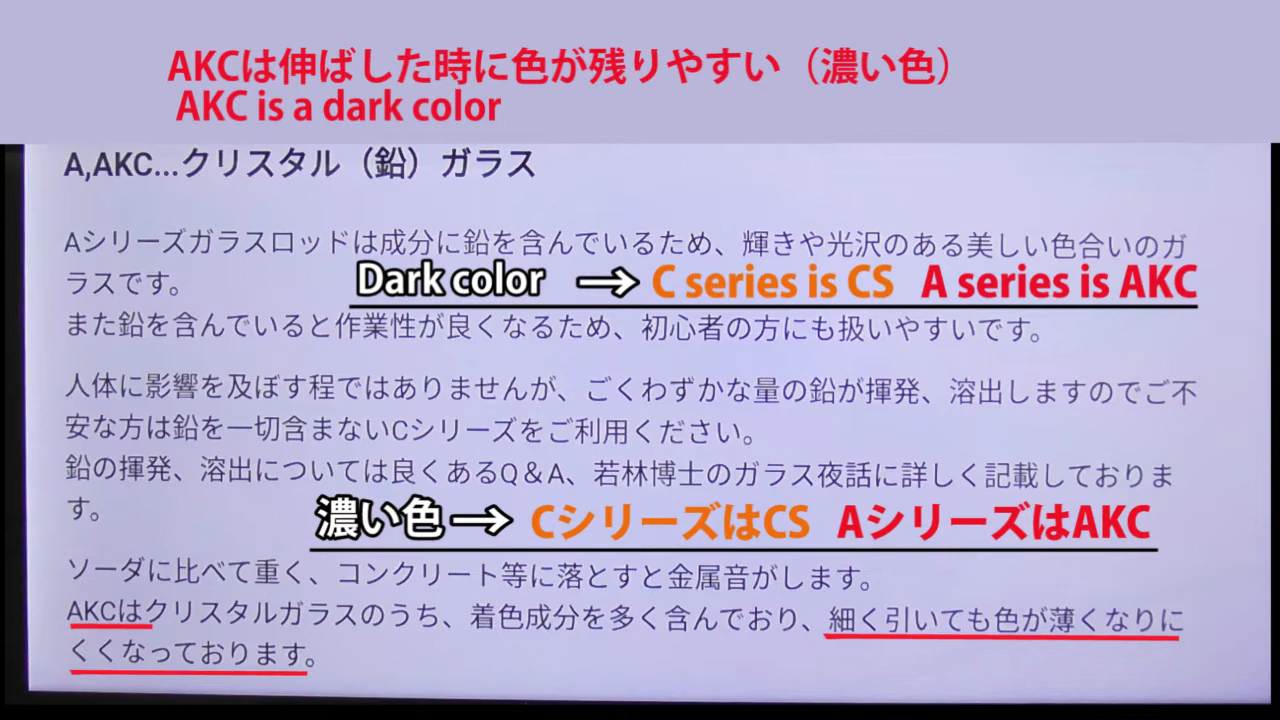 AKCは伸ばした時に色が残りやすい（濃い色）
AKC is a dark color
A,AKC...クリスタル（鉛）ガラス
Aシリーズガラスロッドは成分に鉛を含んでいるため、輝きや光沢のある美しい色合いのガ
ラスです。
Dark color → C series is CS A series is AKC
また鉛を含んでいると作業性が良くなるため、初心者の方にも扱いやすいです。
人体に影響を及ぼす程ではありませんが、ごくわずかな量の鉛が揮発、溶出しますのでご不
安な方は鉛を一切含まないCシリーズをご利用ください。
鉛の揮発、溶出については良くあるQ＆A、若林博士のガラス夜話に詳しく記載しておりま
す。
濃い色→ CシリーズはCS AシリーズはAKC
ソーダに比べて重く、コンクリート等に落とすと金属音がします。
AKCはクリスタルガラスのうち、着色成分を多く含んでおり、細く引いても色が薄くなりに
くくなっております。